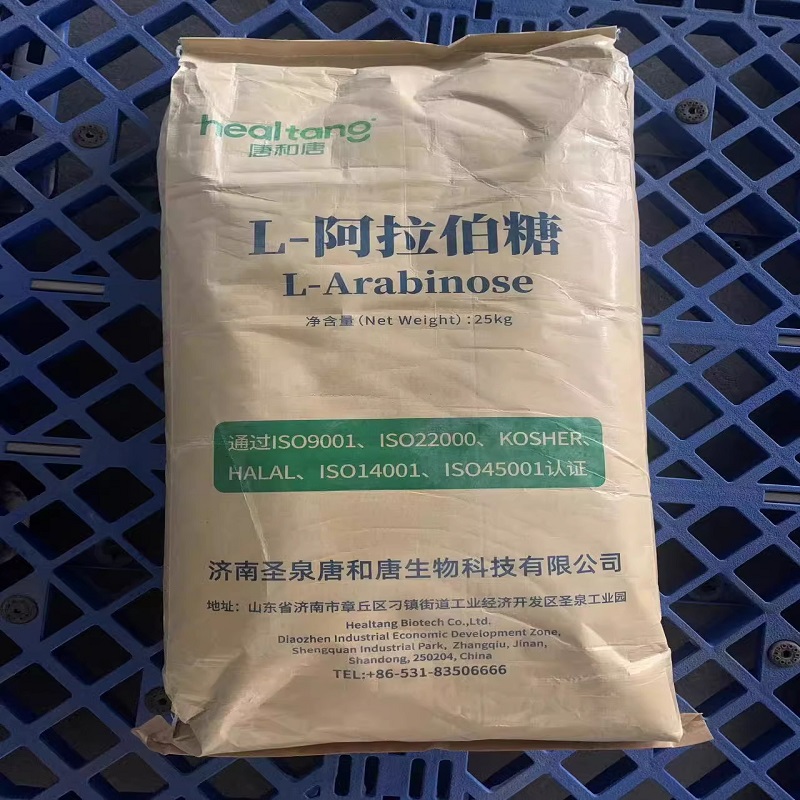 healtang
唐和唐
L-阿拉伯糖
L-Arabinose
净含量(Net Weight):25kg
通过ISO9001、ISO22000、KOSHER、
HALAL、ISO14001、ISO45001认证
济南圣泉唐和唐生物科技有限公司
地址：山东省济南市章丘区刁镇街道工业经济开发区圣泉工业园
Healtang Biotech Co.,Ltd.
Diaozhen Industrial Economic Development Zone,
Shengquan Industrial Park, Zhangqiu, Jinan,
Shandong, 250204, China
TEL:+86-531-83506666